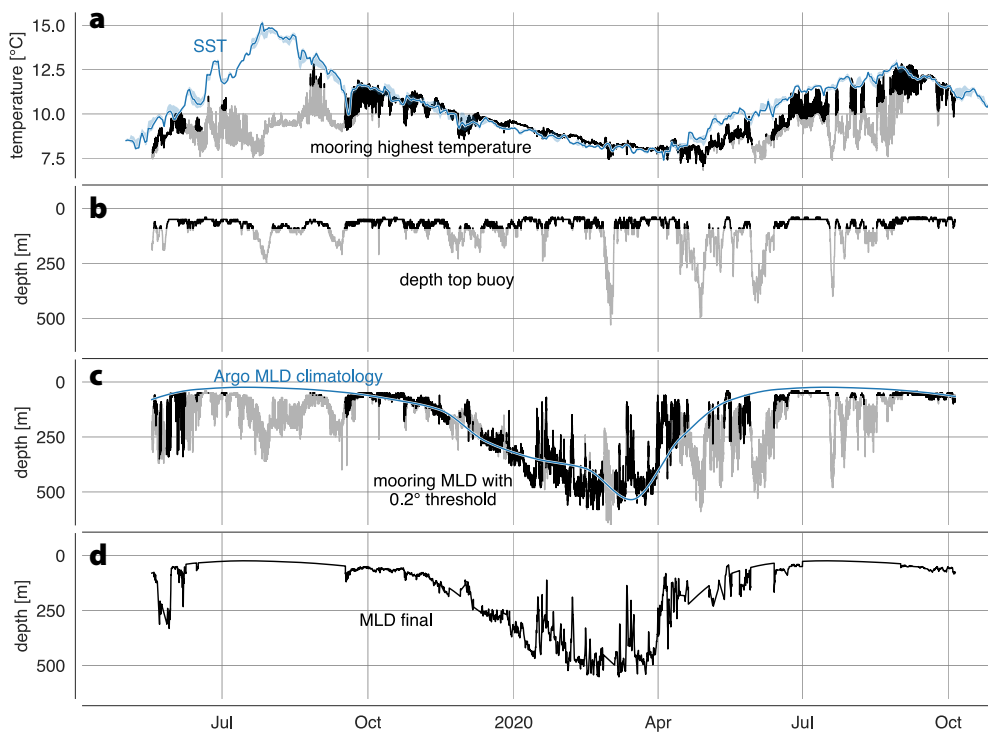 a
temperature [°C]
15.0
12.5
10.0
7.5
SST
mooring highest temperature
b
depth [m]
0
250
500
depth top buoy
c
depth [m]
0
250
500
Argo MLD climatology
mooring MLD with
0.2° threshold
d
depth [m]
0
250
500
MLD final
Jul
Oct
2020
Apr
Jul
Oct